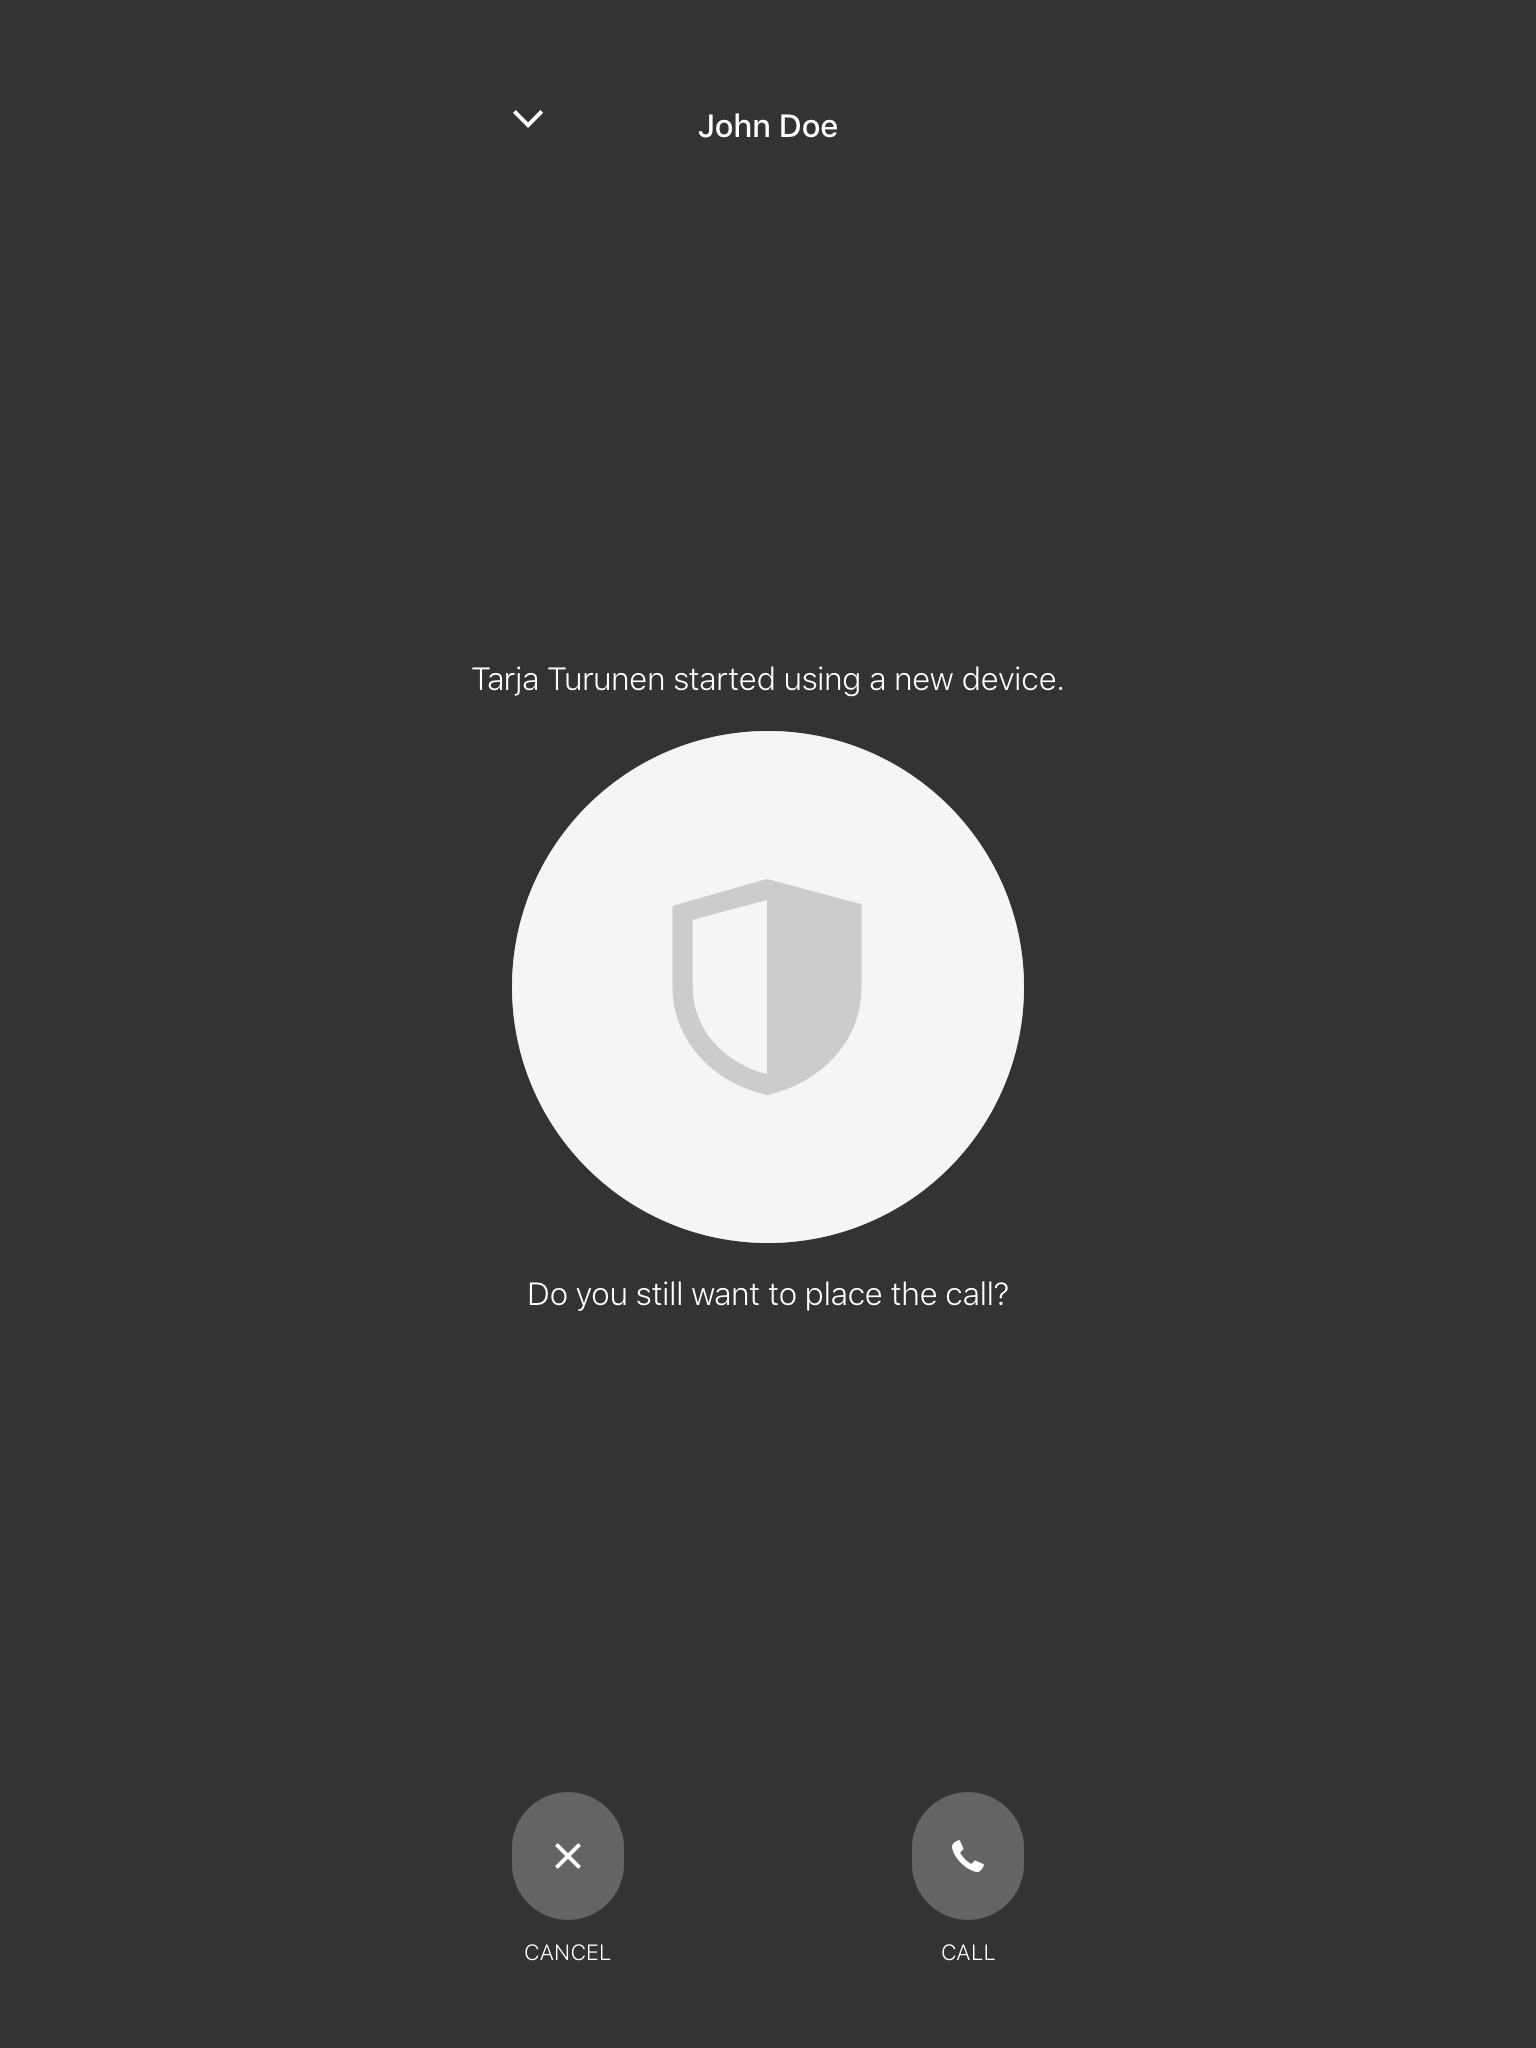 John Doe
Tarja Turunen started using a new device.
Do you still want to place the call?
CANCEL
CALL